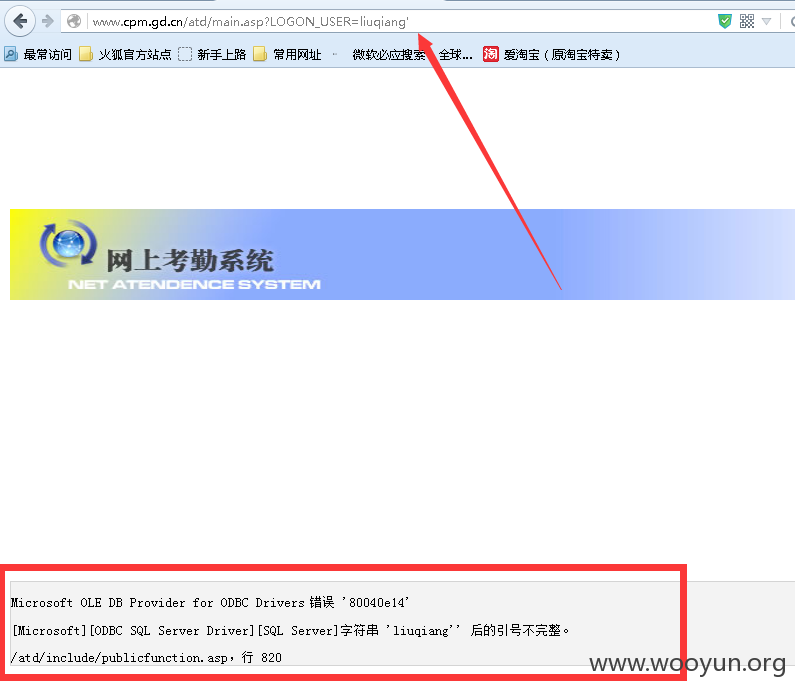 www.cpm.gd.cn/atd/main.asp?LOGON_USER=liuqiang'
最常访问 火狐官方站点 新手上路 常用网址 微软必应搜索 全球... 淘 爱淘宝（原淘宝特卖）
网上考勤系统
NET ATENDENCE SYSTEM
Microsoft OLE DB Provider for ODBC Drivers 错误 '80040e14'
[Microsoft][ODBC SQL Server Driver][SQL Server]字符串 'liuqiang'' 后的引号不完整。
/atd/include/publicfunction.asp，行 820
www.wooyun.org